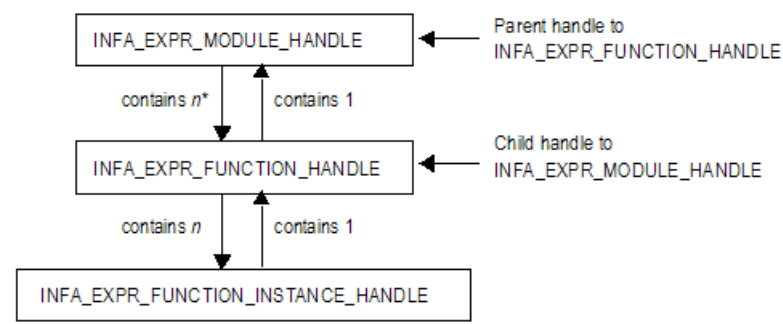 INFA_EXPR_MODULE_HANDLE
Parent handle to
INFA_EXPR_FUNCTION_HANDLE
contains n*
contains 1
INFA_EXPR_FUNCTION_HANDLE
Child handle to
INFA_EXPR_MODULE_HANDLE
contains n
contains 1
INFA_EXPR_FUNCTION_INSTANCE_HANDLE